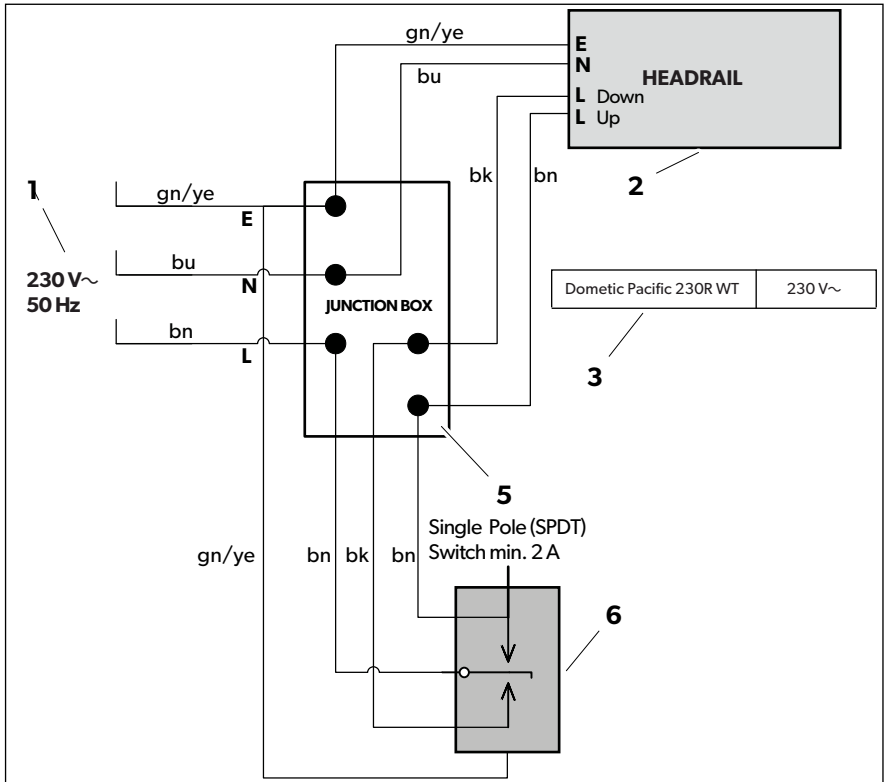 gn/ye
E
N
HEADRAIL
bu
L Down
L Up
bk
bn
2
1
gn/ye
E
bu
230 V~
50 Hz
N
JUNCTION BOX
Dometic Pacific 230R WT 230 V~
bn
L
3
5
Single Pole (SPDT)
Switch min. 2 A
gn/ye
bn
bk
bn
6